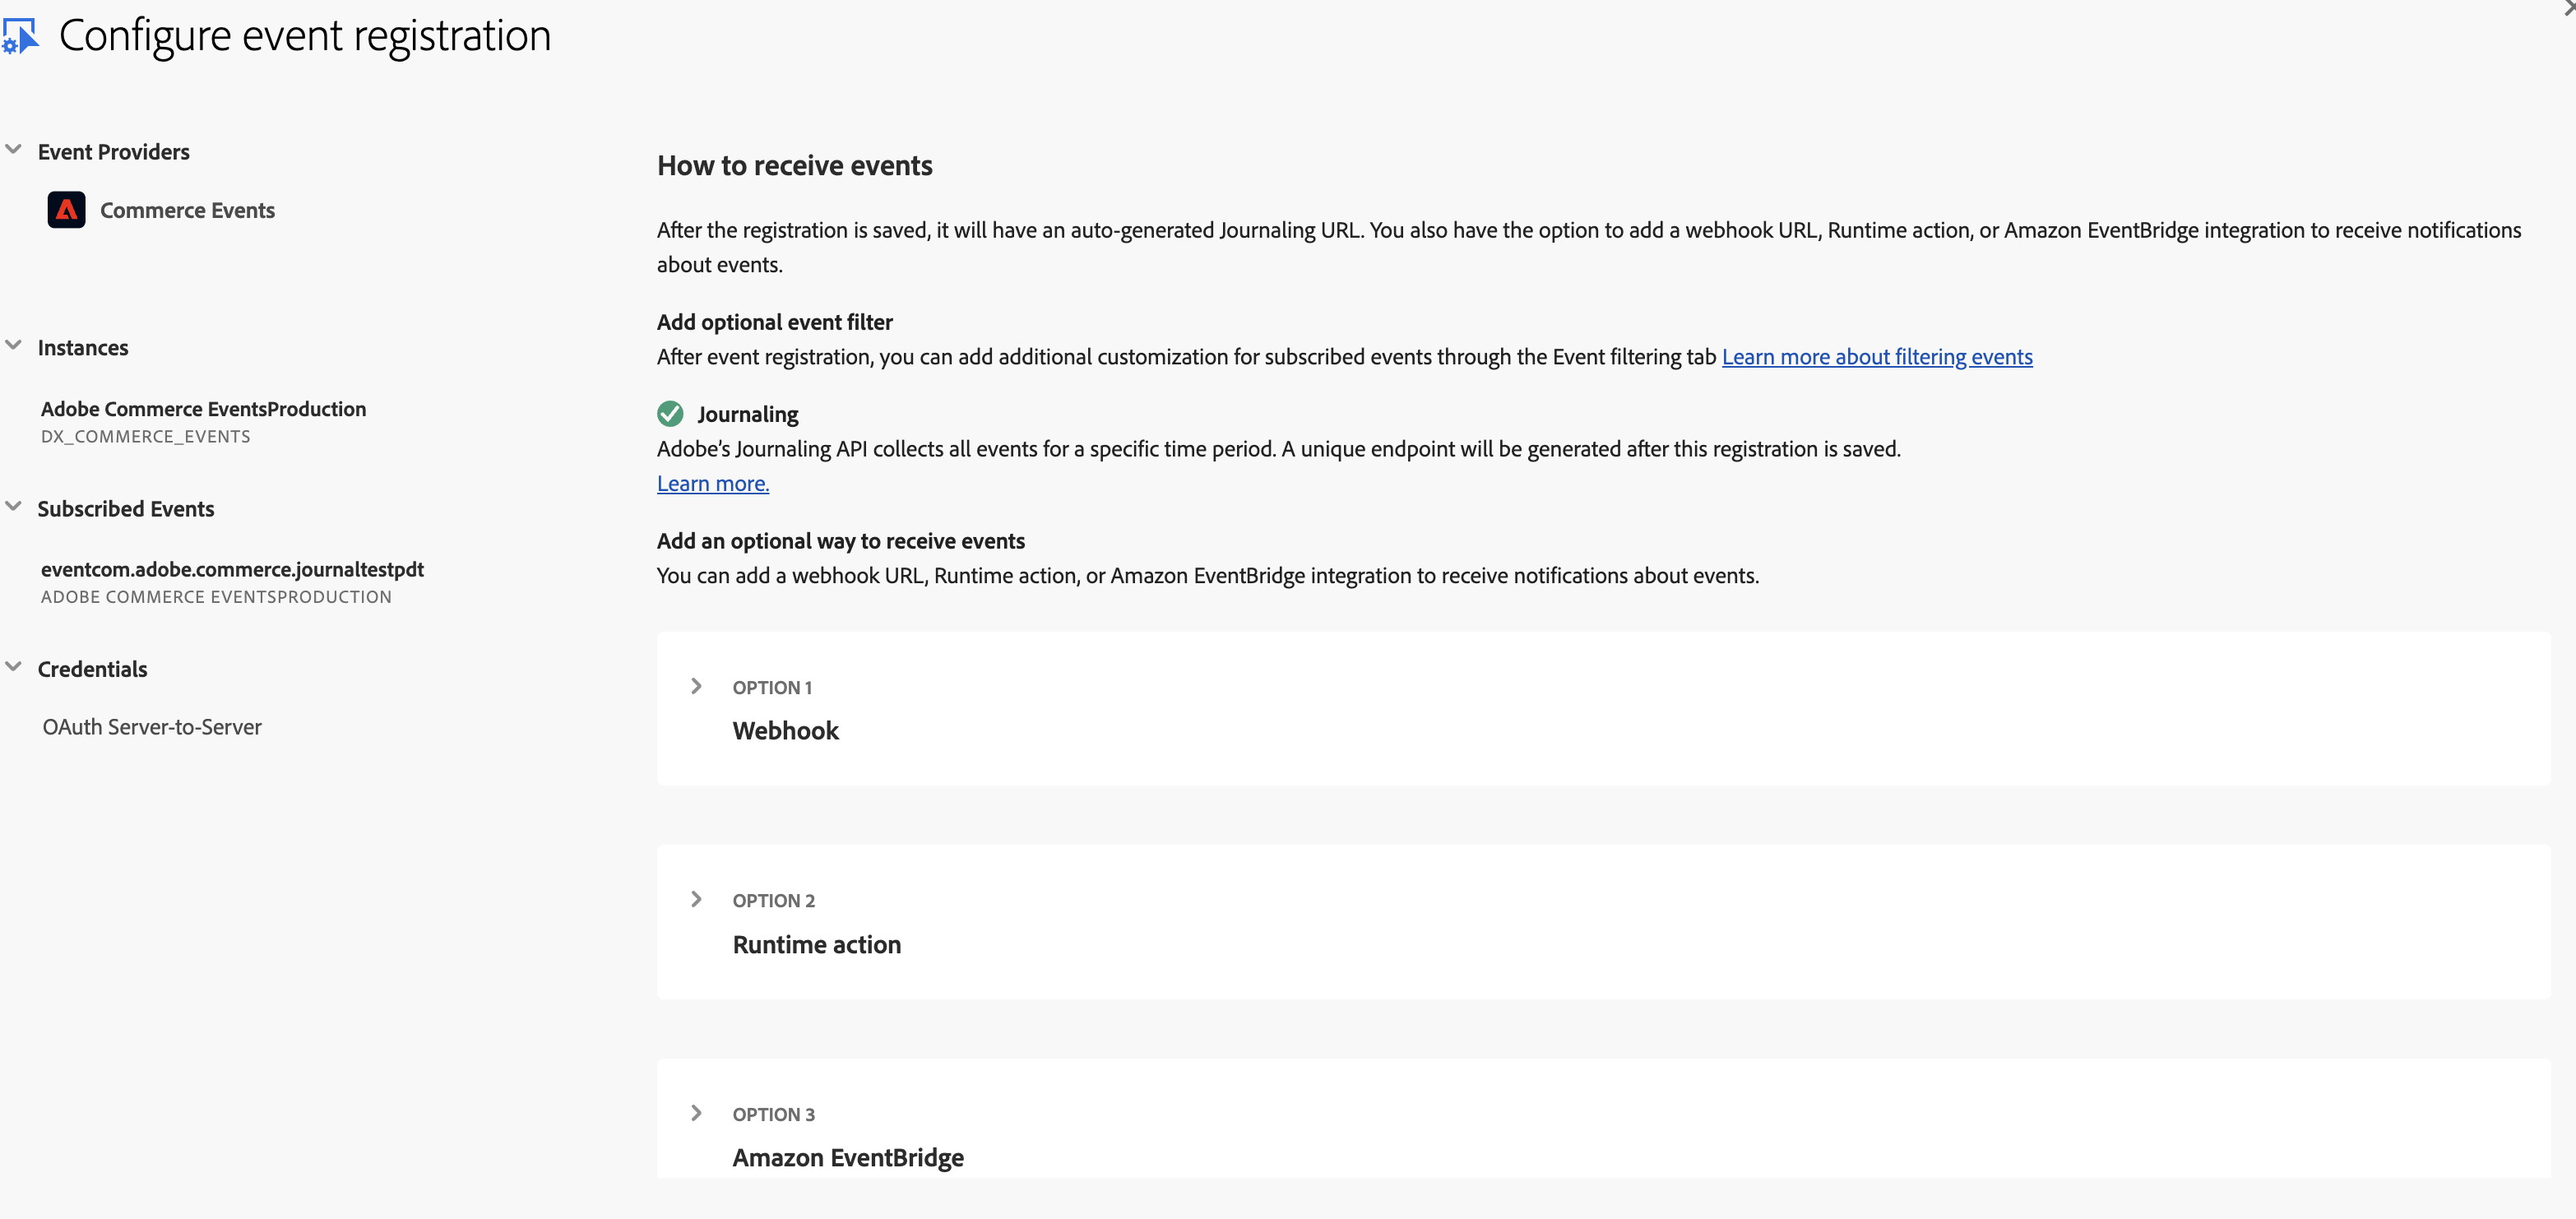 Configure event registration
Event Providers
Commerce Events
Instances
Adobe Commerce EventsProduction
DX_COMMERCE_EVENTS
Subscribed Events
eventcom.adobe.commerce.journaltestpdt
ADOBE COMMERCE EVENTSPRODUCTION
Credentials
OAuth Server-to-Server
How to receive events
After the registration is saved, it will have an auto-generated Journaling URL. You also have the option to add a webhook URL, Runtime action, or Amazon EventBridge integration to receive notifications
about events.
Add optional event filter
After event registration, you can add additional customization for subscribed events through the Event filtering tab Learn more about filtering events
Journaling
Adobe’s Journaling API collects all events for a specific time period. A unique endpoint will be generated after this registration is saved.
Learn more.
Add an optional way to receive events
You can add a webhook URL, Runtime action, or Amazon EventBridge integration to receive notifications about events.
OPTION 1
Webhook
OPTION 2
Runtime action
OPTION 3
Amazon EventBridge